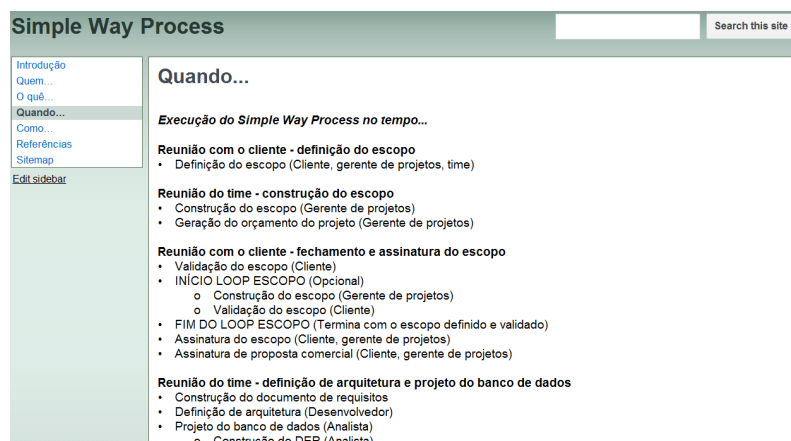 Simple Way Process
Search this site
Introdução
Quem...
O quê...
Quando...
Como...
Referências
Sitemap
Edit sidebar
Quando...
Execução do Simple Way Process no tempo...
Reunião com o cliente - definição do escopo
• Definição do escopo (Cliente, gerente de projetos, time)
Reunião do time - construção do escopo
• Construção do escopo (Gerente de projetos)
• Geração do orçamento do projeto (Gerente de projetos)
Reunião com o cliente - fechamento e assinatura do escopo
• Validação do escopo (Cliente)
• INÍCIO LOOP ESCOPO (Opcional)
o Construção do escopo (Gerente de projetos)
o Validação do escopo (Cliente)
• FIM DO LOOP ESCOPO (Termina com o escopo definido e validado)
• Assinatura do escopo (Cliente, gerente de projetos)
• Assinatura de proposta comercial (Cliente, gerente de projetos)
Reunião do time - definição de arquitetura e projeto do banco de dados
• Construção do documento de requisitos
• Definição de arquitetura (Desenvolvedor)
• Projeto do banco de dados (Analista)
o Construção do DER (Analista)